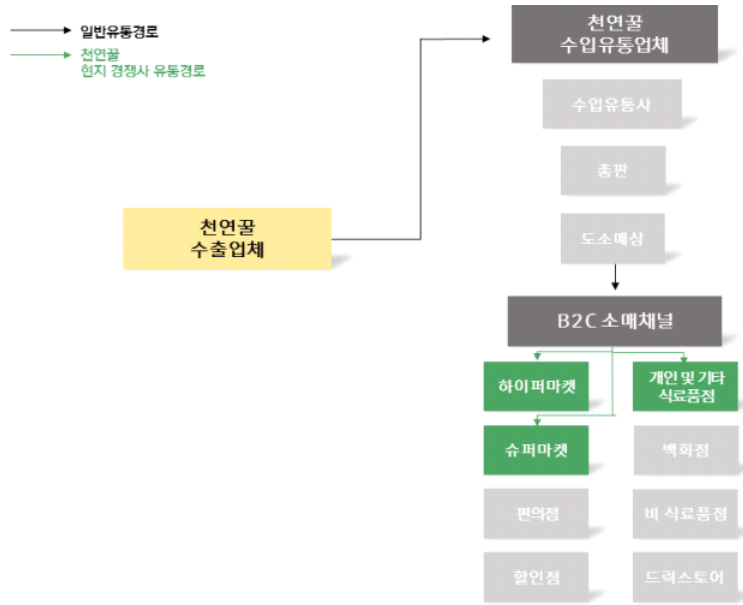 일반유통경로
천연꿀
현지 경쟁사 유통경로
천연꿀
수입유통업체
수입유통사
총판
도소매상
천연꿀
수출업체
B2C 소매채널
하이퍼마켓
개인 및 기타
식료품점
슈퍼마켓
백화점
편의점
비 식료품점
할인점
드럭스토어